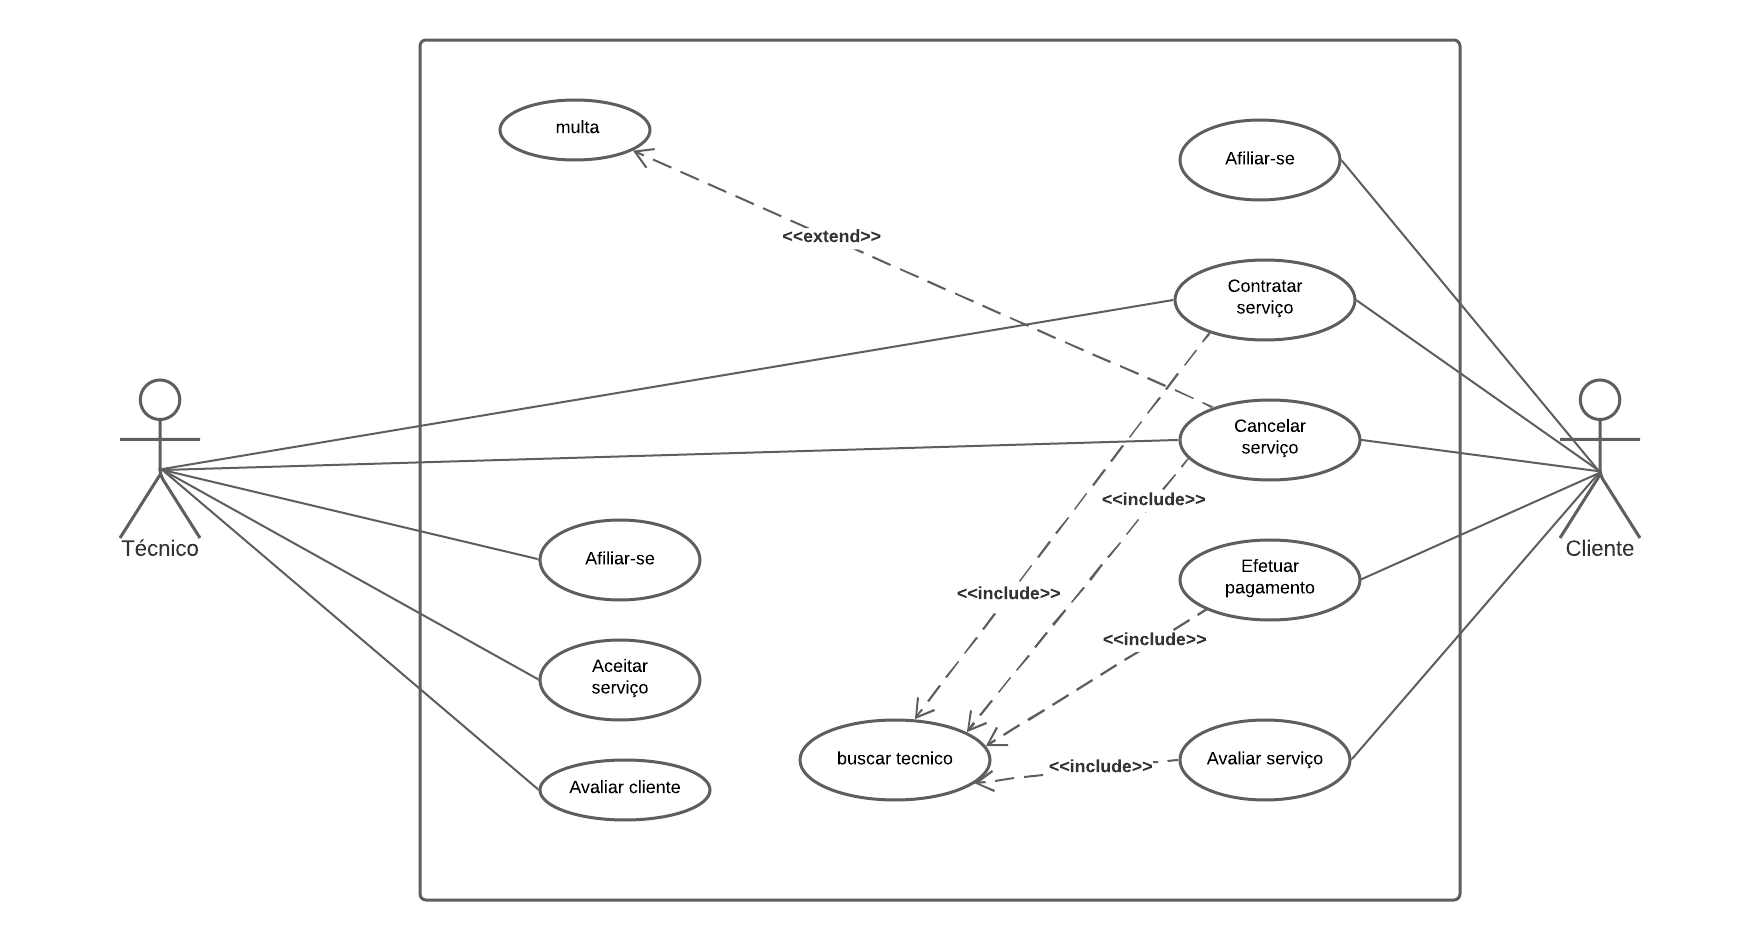 multa
Afiliar-se
<<extend>>
Contratar
serviço
Cancelar
serviço
<<include>>
Técnico
Cliente
Afiliar-se
Efetuar
pagamento
<<include>>
<<include>>
Aceitar
serviço
buscar tecnico
<<include>>
Avaliar serviço
Avaliar cliente